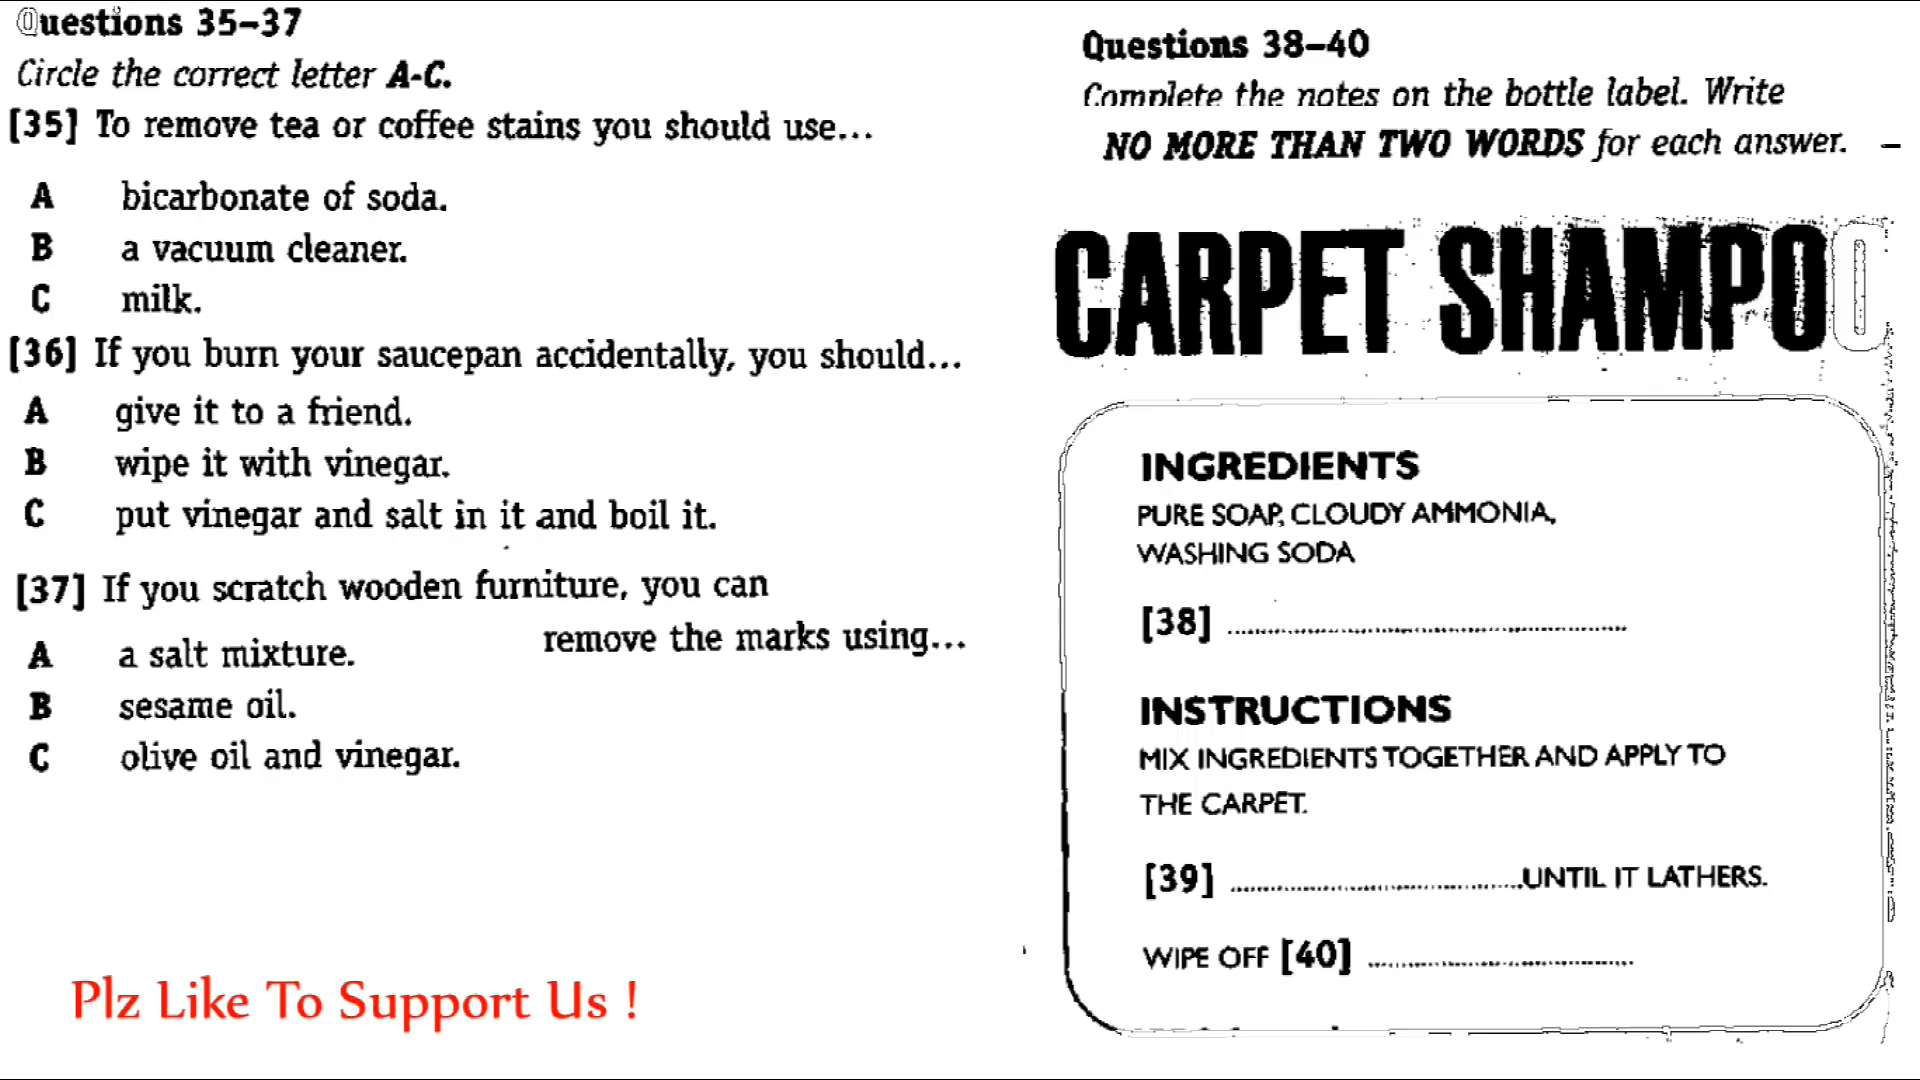 Questions 35–37
Circle the correct letter A-C.
[35] To remove tea or coffee stains you should use...
A bicarbonate of soda.
B a vacuum cleaner.
C milk.
[36] If you burn your saucepan accidentally, you should...
A give it to a friend.
B wipe it with vinegar.
C put vinegar and salt in it and boil it.
[37] If you scratch wooden furniture, you can
remove the marks using...
A a salt mixture.
B sesame oil.
C olive oil and vinegar.
Plz Like To Support Us !
Questions 38–40
Complete the notes on the bottle label. Write
NO MORE THAN TWO WORDS for each answer.
CARPET SHAMPOO
INGREDIENTS
PURE SOAP, CLOUDY AMMONIA,
WASHING SODA
[38] ........................................
INSTRUCTIONS
MIX INGREDIENTS TOGETHER AND APPLY TO
THE CARPET.
[39] ..............................UNTIL IT LATHERS.
WIPE OFF [40] ..............................